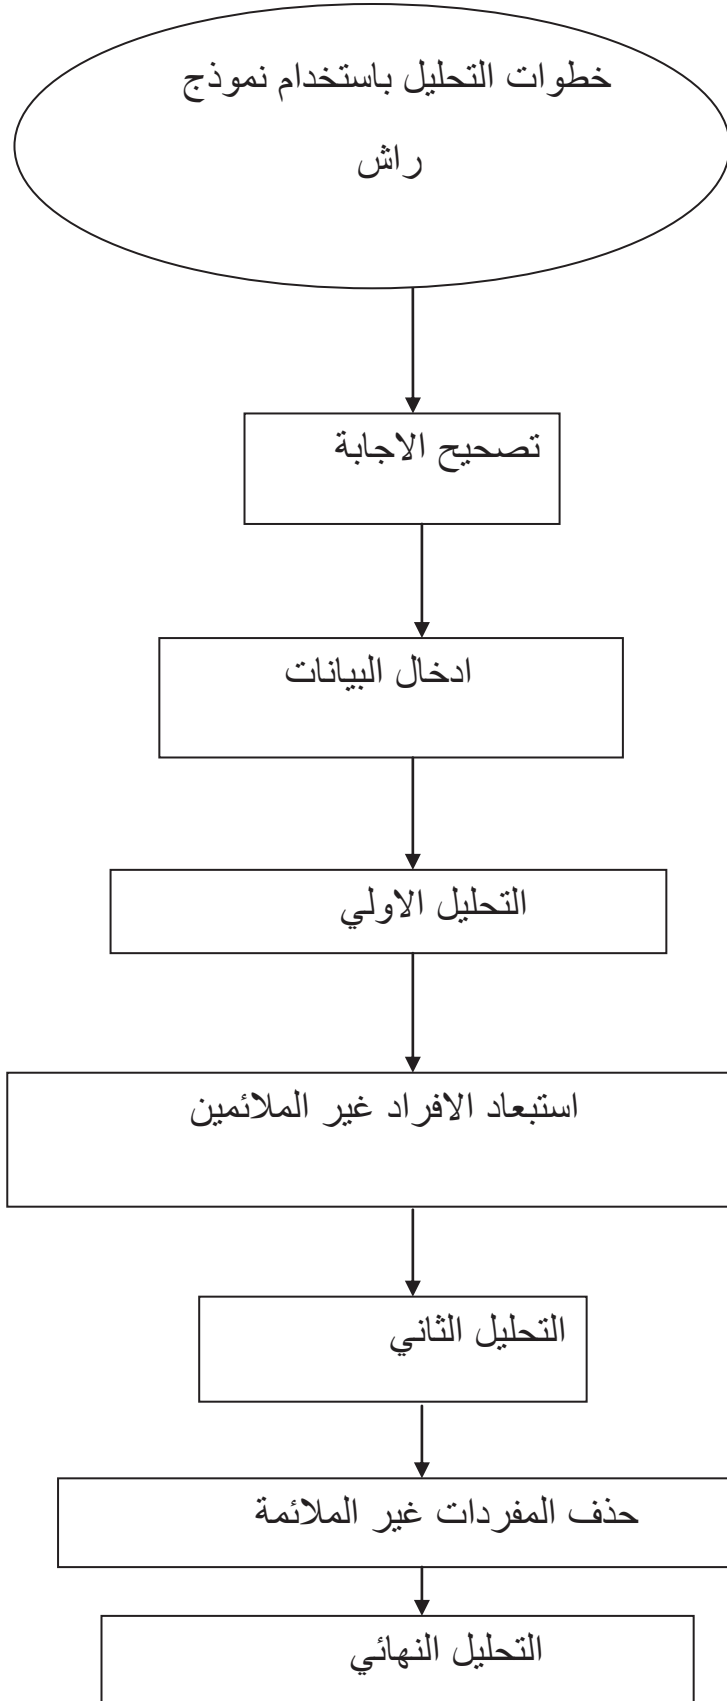 خطوات التحليل باستخدام نموذج
راش
تصحيح الاجابة
ادخال البيانات
التحليل الاولي
استبعاد الافراد غير الملائمين
التحليل الثاني
حذف المفردات غير الملائمة
التحليل النهائي